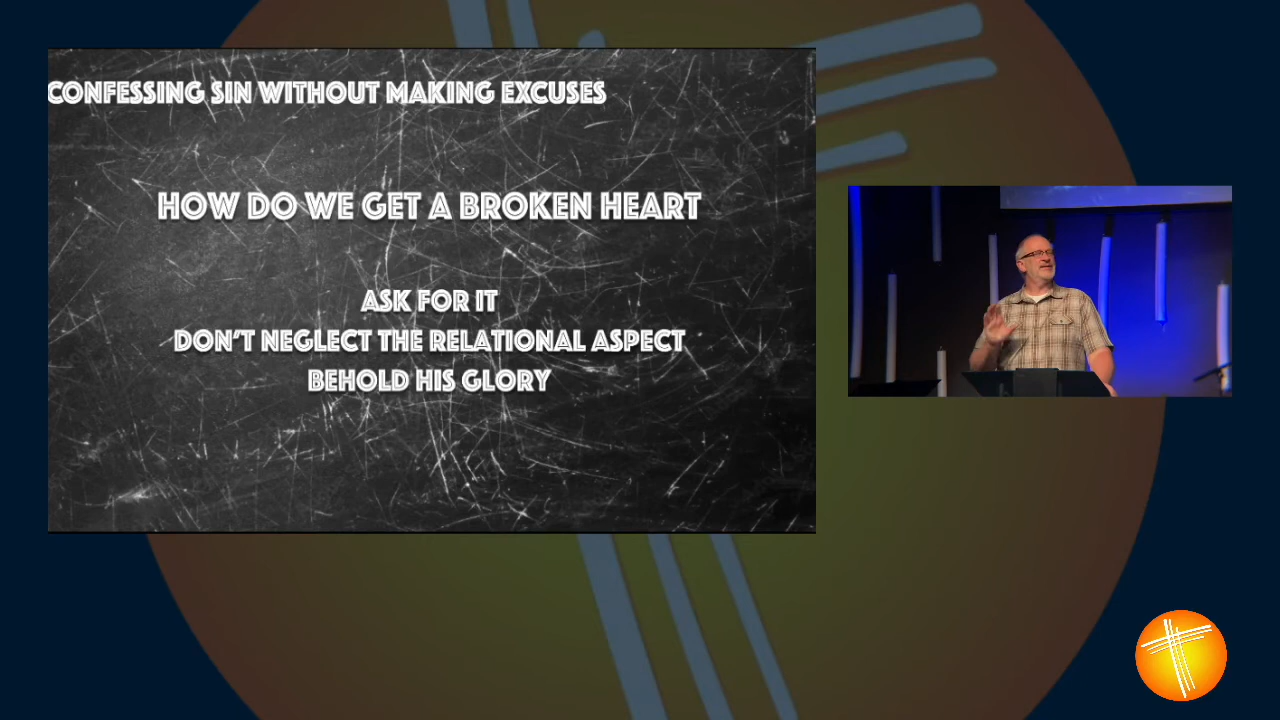 CONFESSING SIN WITHOUT MAKING EXCUSES
HOW DO WE GET A BROKEN HEART
ASK FOR IT
DON'T NEGLECT THE RELATIONAL ASPECT
BEHOLD HIS GLORY